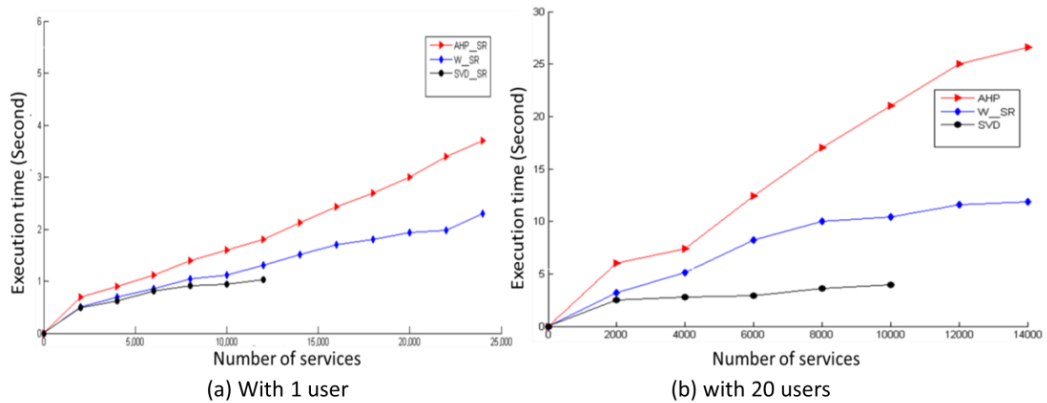 6
5
4
3
2
1
0
Execution time (Second)
AHP_SR
W_SR
SVD_SR
0
5,000
10,000
15,000
20,000
25,000
Number of services
(a) With 1 user
30
25
20
15
10
5
0
Execution time (Second)
AHP
W_SR
SVD
0
2000
4000
6000
8000
10000
12000
14000
Number of services
(b) with 20 users